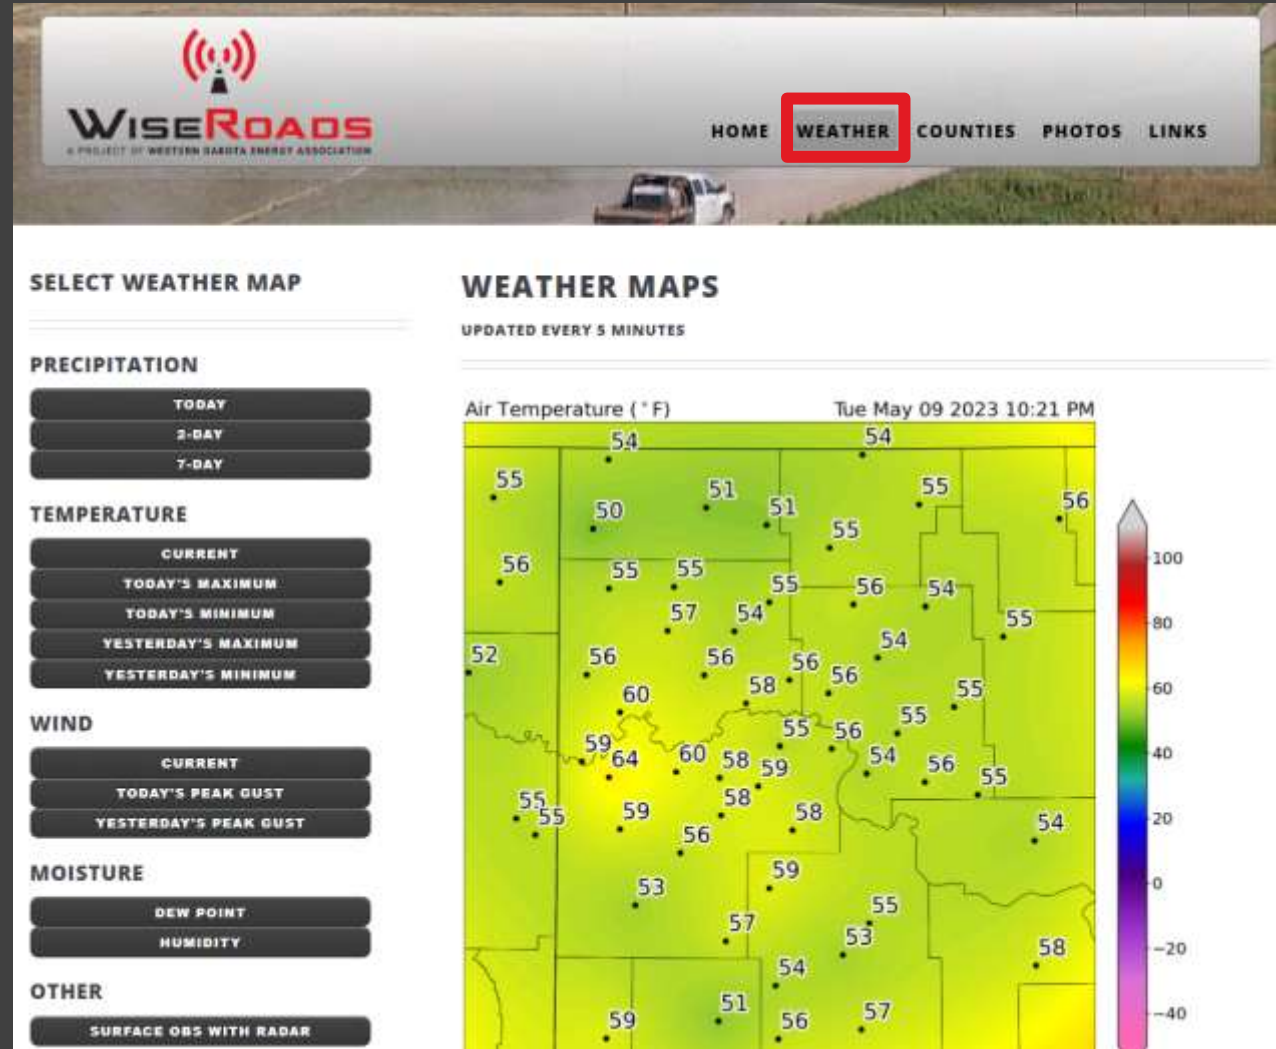 WISEROADS
A PROJECT OF WESTERN DAKOTA ENERGY ASSOCIATION
HOME WEATHER COUNTIES PHOTOS LINKS
SELECT WEATHER MAP
PRECIPITATION
TODAY
2-DAY
7-DAY
TEMPERATURE
CURRENT
TODAY'S MAXIMUM
TODAY'S MINIMUM
YESTERDAY'S MAXIMUM
YESTERDAY'S MINIMUM
WIND
CURRENT
TODAY'S PEAK GUST
YESTERDAY'S PEAK GUST
MOISTURE
DEW POINT
HUMIDITY
OTHER
SURFACE OBS WITH RADAR
WEATHER MAPS
UPDATED EVERY 5 MINUTES
Air Temperature (°F) Tue May 09 2023 10:21 PM
54 54
55 51 55 56
50 51
55
56 55 55 55 56 54
57 54 55
54
52 56 56 56 56
60 58 55
55 56 55
59 64 60 58 59 54 56 55
55 55 59 58 58 54
56
53 59
57 55
53 58
54
51
59 56 57
100
80
60
40
20
0
−20
−40